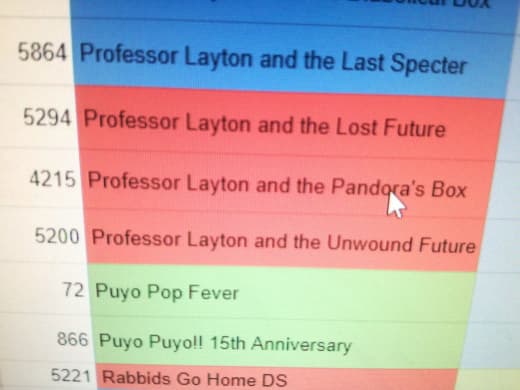 Diabolical Box
5864 Professor Layton and the Last Specter
5294 Professor Layton and the Lost Future
4215 Professor Layton and the Pandora's Box
5200 Professor Layton and the Unwound Future
72 Puyo Pop Fever
866 Puyo Puyo!! 15th Anniversary
5221 Rabbids Go Home DS